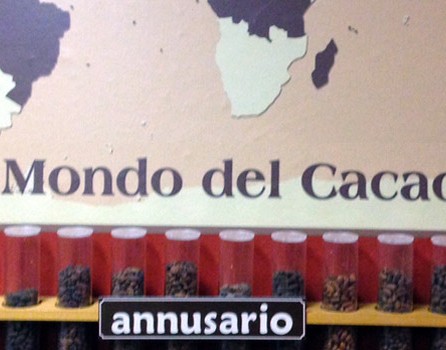 Mondo del Cacao
annusario